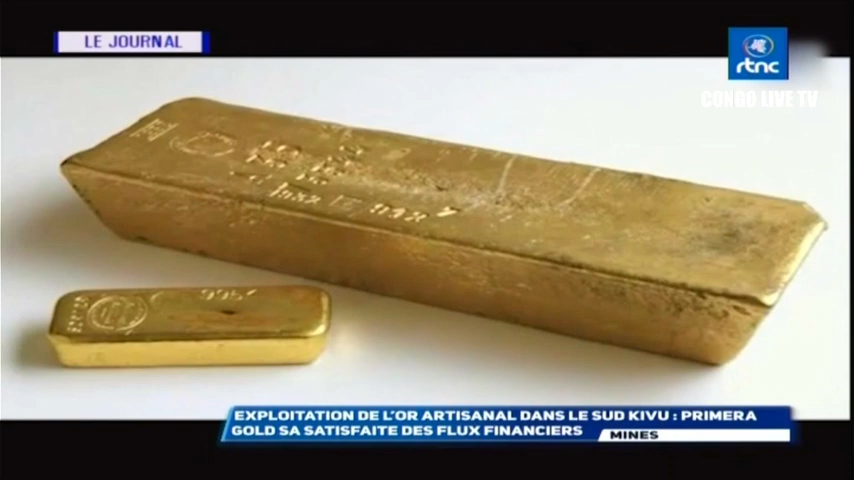 LE JOURNAL
rtnc
CONGO LIVE TV
995
EXPLOITATION DE L'OR ARTISANAL DANS LE SUD KIVU : PRIMERA
GOLD SA SATISFAITE DES FLUX FINANCIERS
MINES